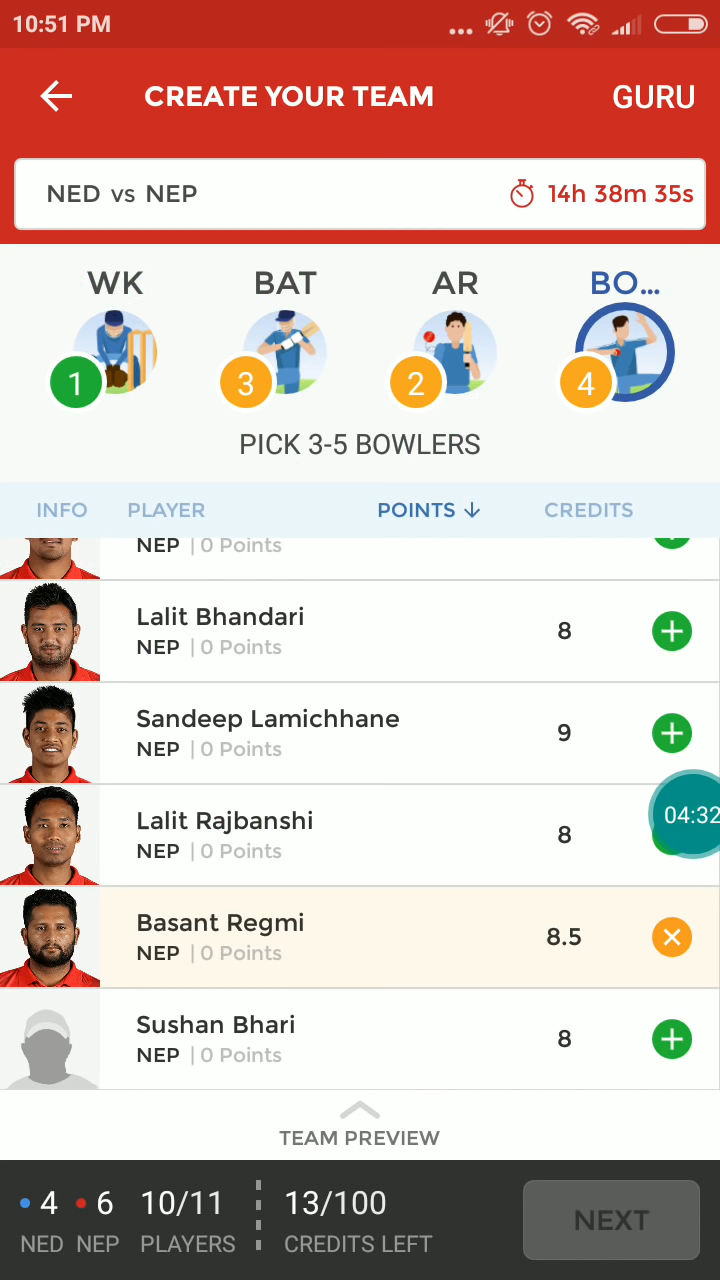 10:51 PM
CREATE YOUR TEAM
GURU
NED vs NEP
14h 38m 35s
WK
BAT
AR
BO...
1
3
2
4
PICK 3-5 BOWLERS
INFO
PLAYER
POINTS
CREDITS
NEP | 0 Points
Lalit Bhandari
NEP | 0 Points
8
Sandeep Lamichhane
NEP | 0 Points
9
Lalit Rajbanshi
NEP | 0 Points
8
04:32
Basant Regmi
NEP | 0 Points
8.5
Sushan Bhari
NEP | 0 Points
8
TEAM PREVIEW
4 6 10/11 13/100
NED NEP PLAYERS CREDITS LEFT
NEXT